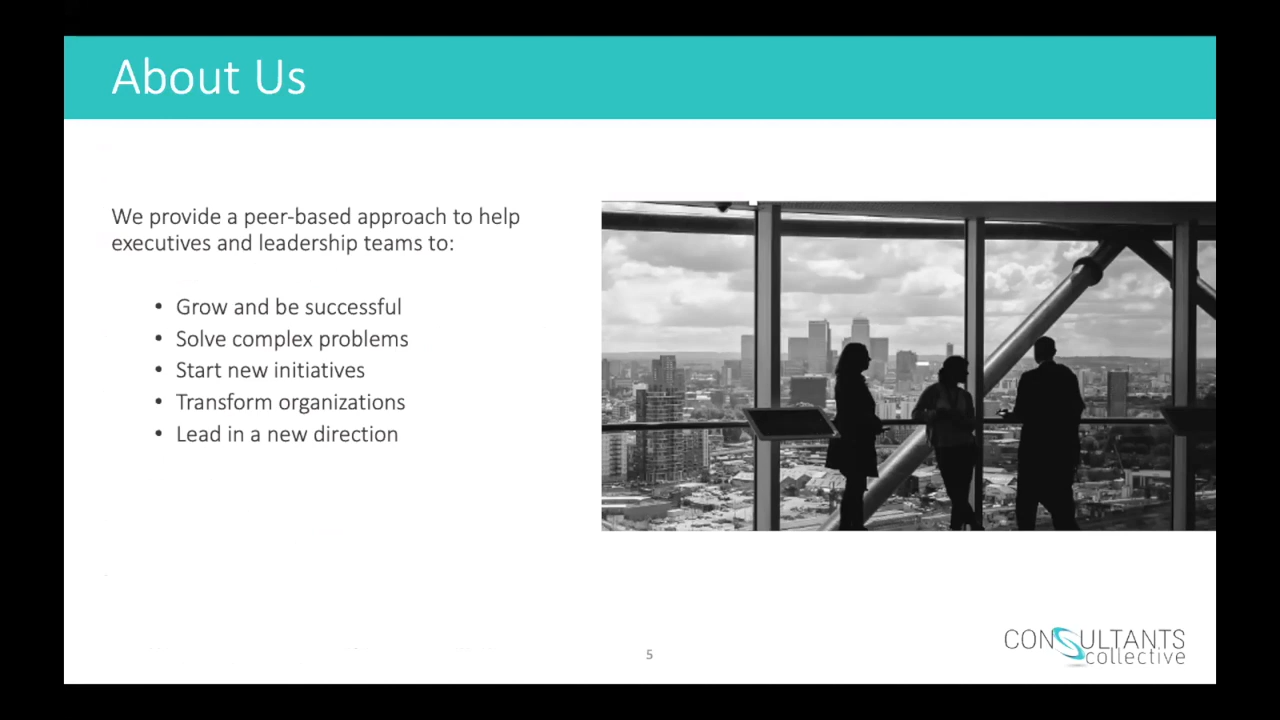 About Us
We provide a peer-based approach to help
executives and leadership teams to:
• Grow and be successful
• Solve complex problems
• Start new initiatives
• Transform organizations
• Lead in a new direction
5
CONSULTANTS
collective